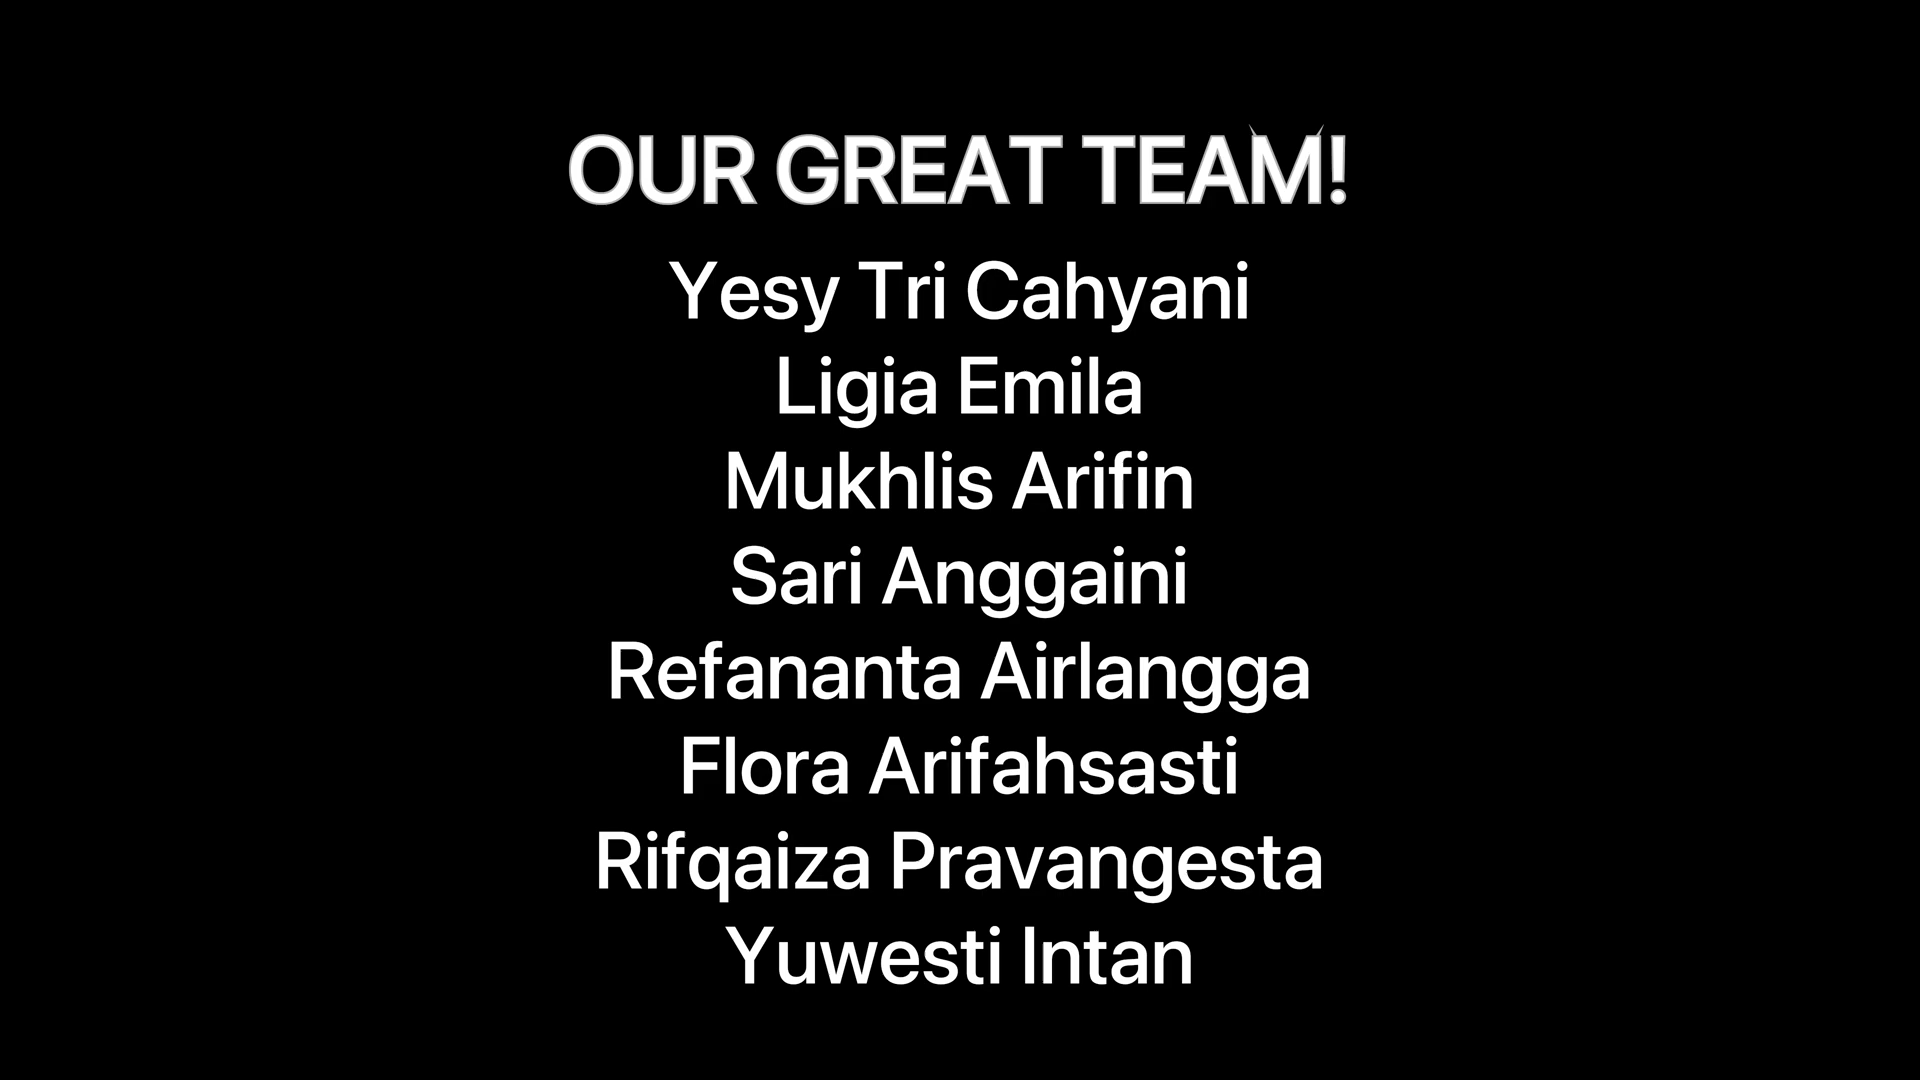 OUR GREAT TEAM!
Yesy Tri Cahyani
Ligia Emila
Mukhlis Arifin
Sari Anggaini
Refananta Airlangga
Flora Arifahsasti
Rifqaiza Pravangesta
Yuwesti Intan